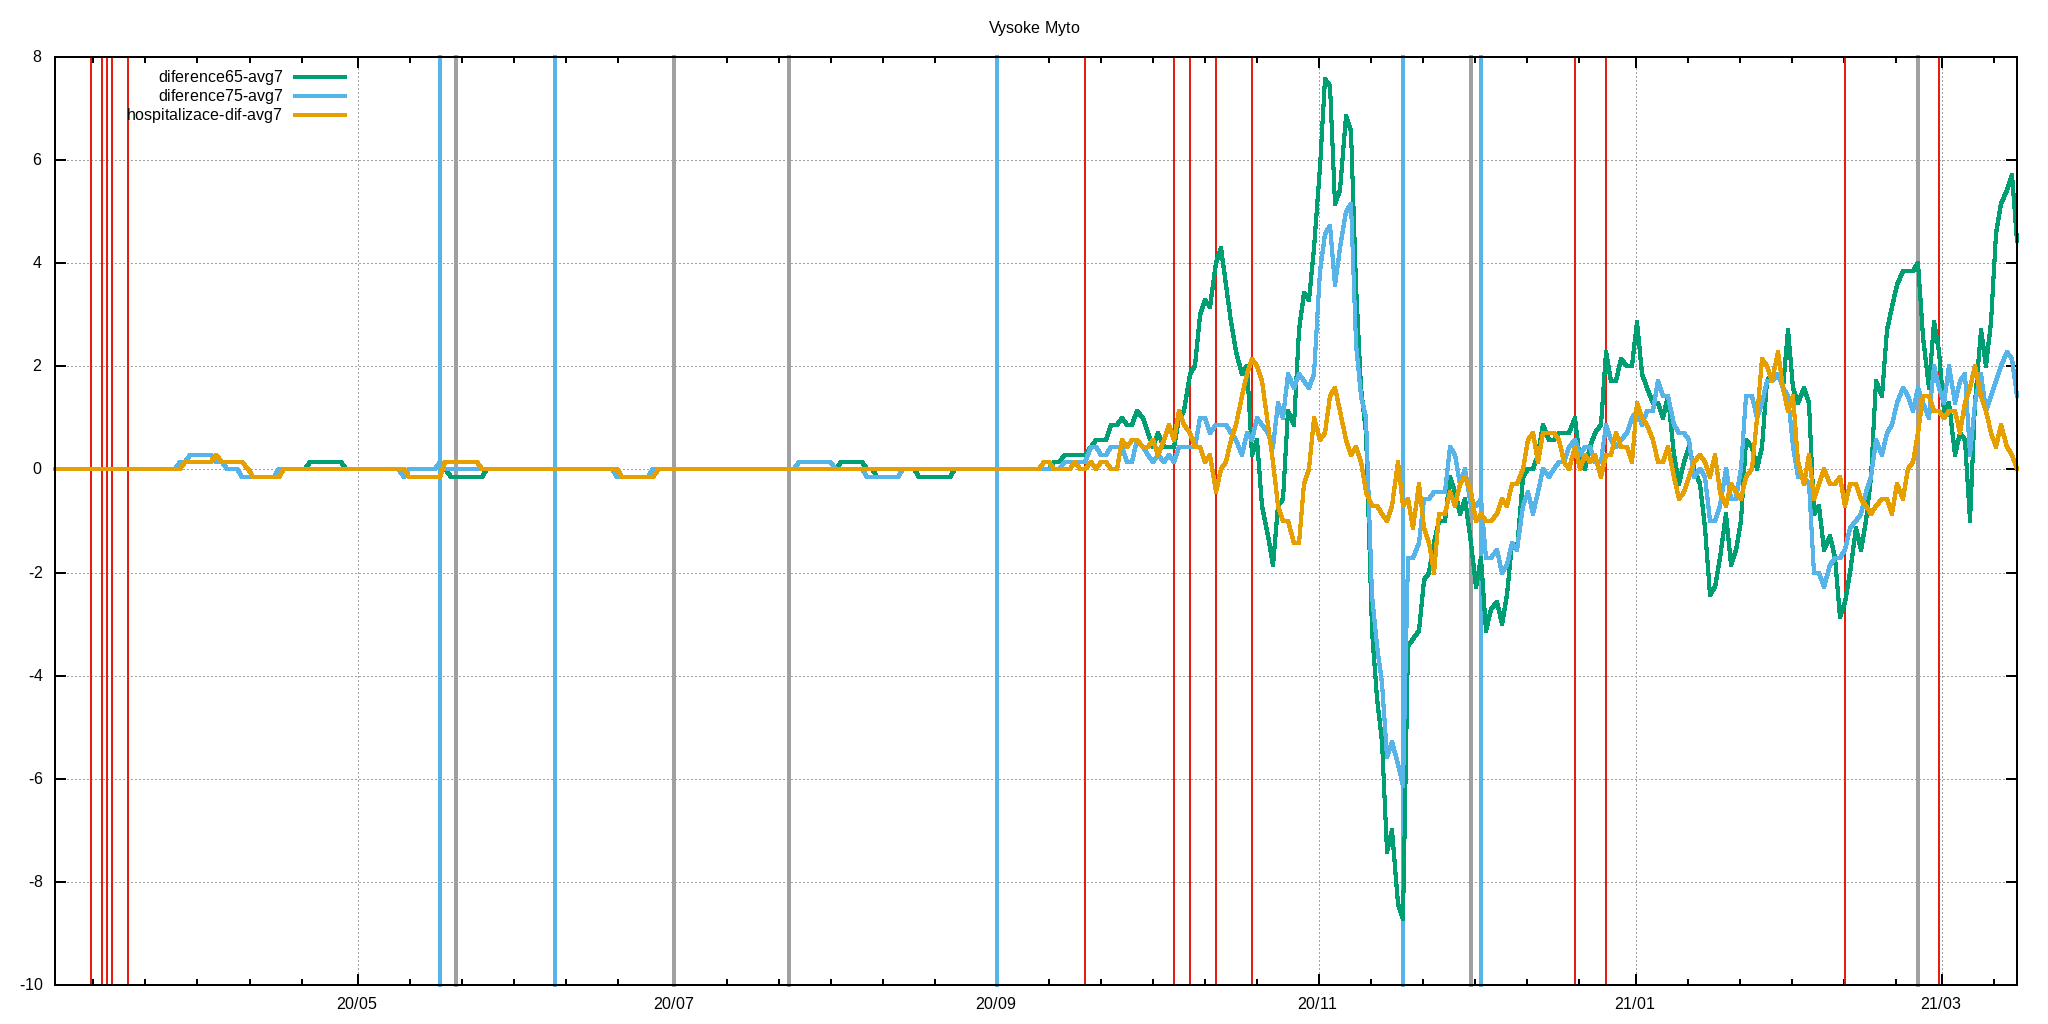 Vysoke Myto
diference65-avg7
diference75-avg7
hospitalizace-dif-avg7
8
6
4
2
0
-2
-4
-6
-8
-10
20/05 20/07 20/09 20/11 21/01 21/03